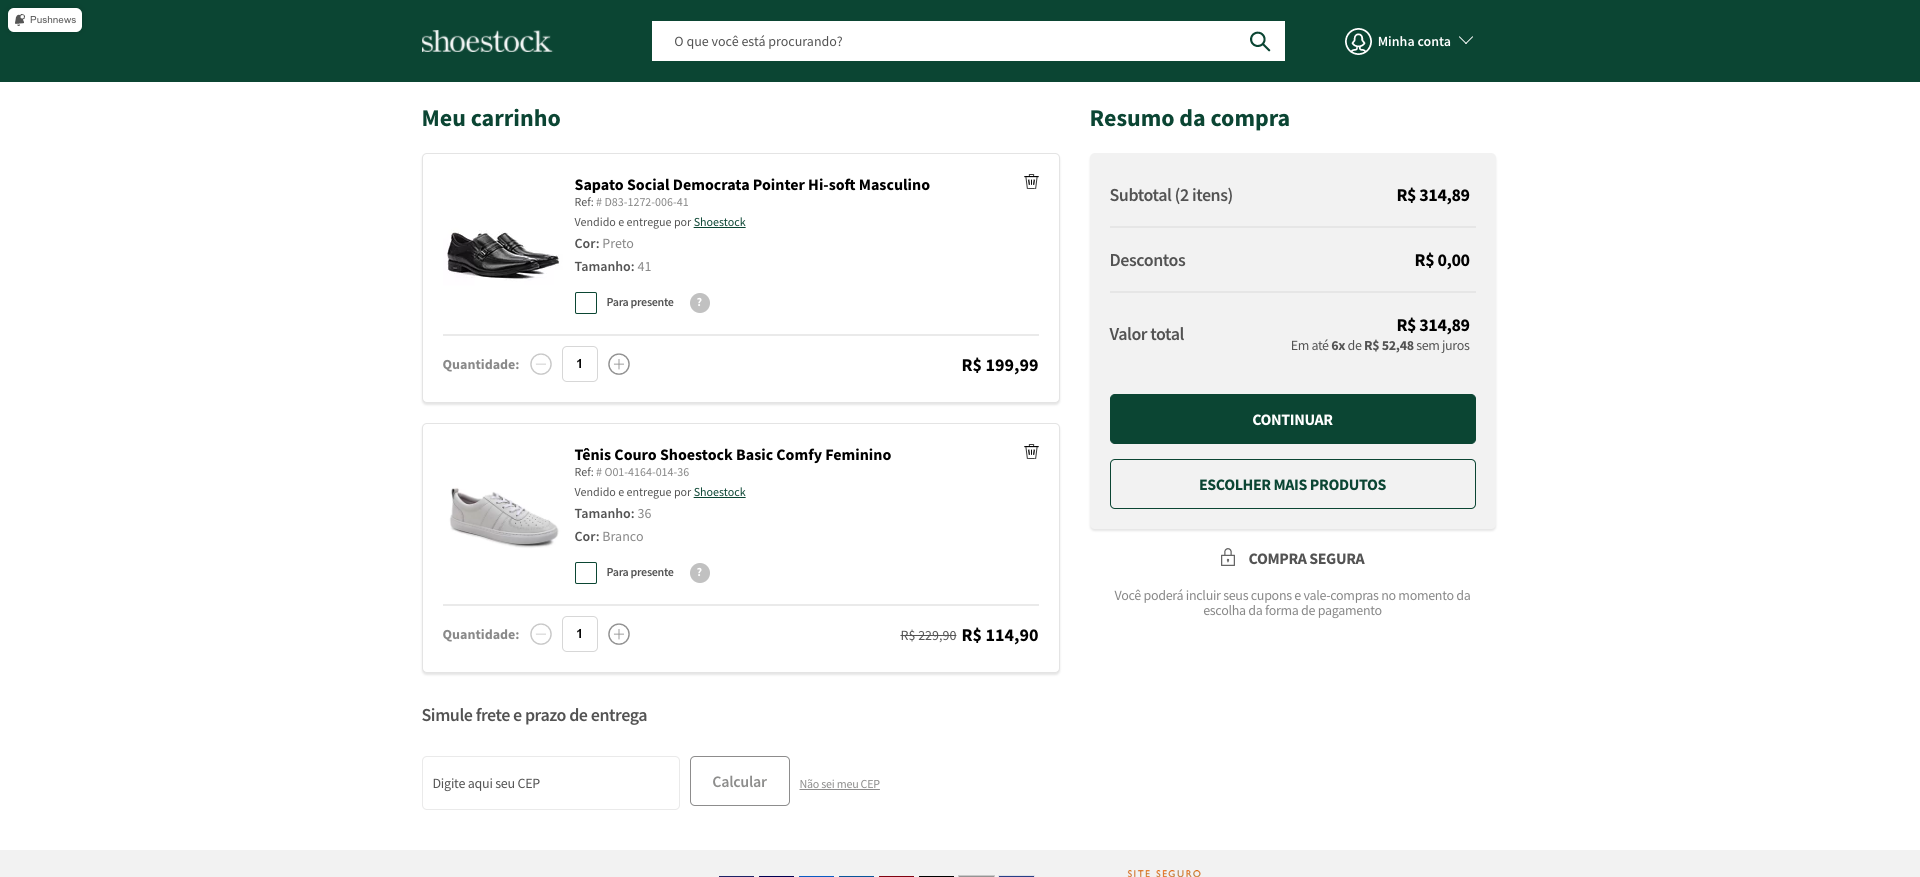 Pushnews
shoestock
O que você está procurando?
Minha conta
Meu carrinho
Sapato Social Democrata Pointer Hi-soft Masculino
Ref: # D83-1272-006-41
Vendido e entregue por Shoestock
Cor: Preto
Tamanho: 41
Para presente ?
Quantidade: 1 R$ 199,99
Tênis Couro Shoestock Basic Comfy Feminino
Ref: # O01-4164-014-36
Vendido e entregue por Shoestock
Tamanho: 36
Cor: Branco
Para presente ?
Quantidade: 1 R$ 229,90 R$ 114,90
Simule frete e prazo de entrega
Digite aqui seu CEP
Calcular
Não sei meu CEP
Resumo da compra
Subtotal (2 itens) R$ 314,89
Descontos R$ 0,00
Valor total R$ 314,89
Em até 6x de R$ 52,48 sem juros
CONTINUAR
ESCOLHER MAIS PRODUTOS
COMPRA SEGURA
Você poderá incluir seus cupons e vale-compras no momento da
escolha da forma de pagamento
SITE SEGURO